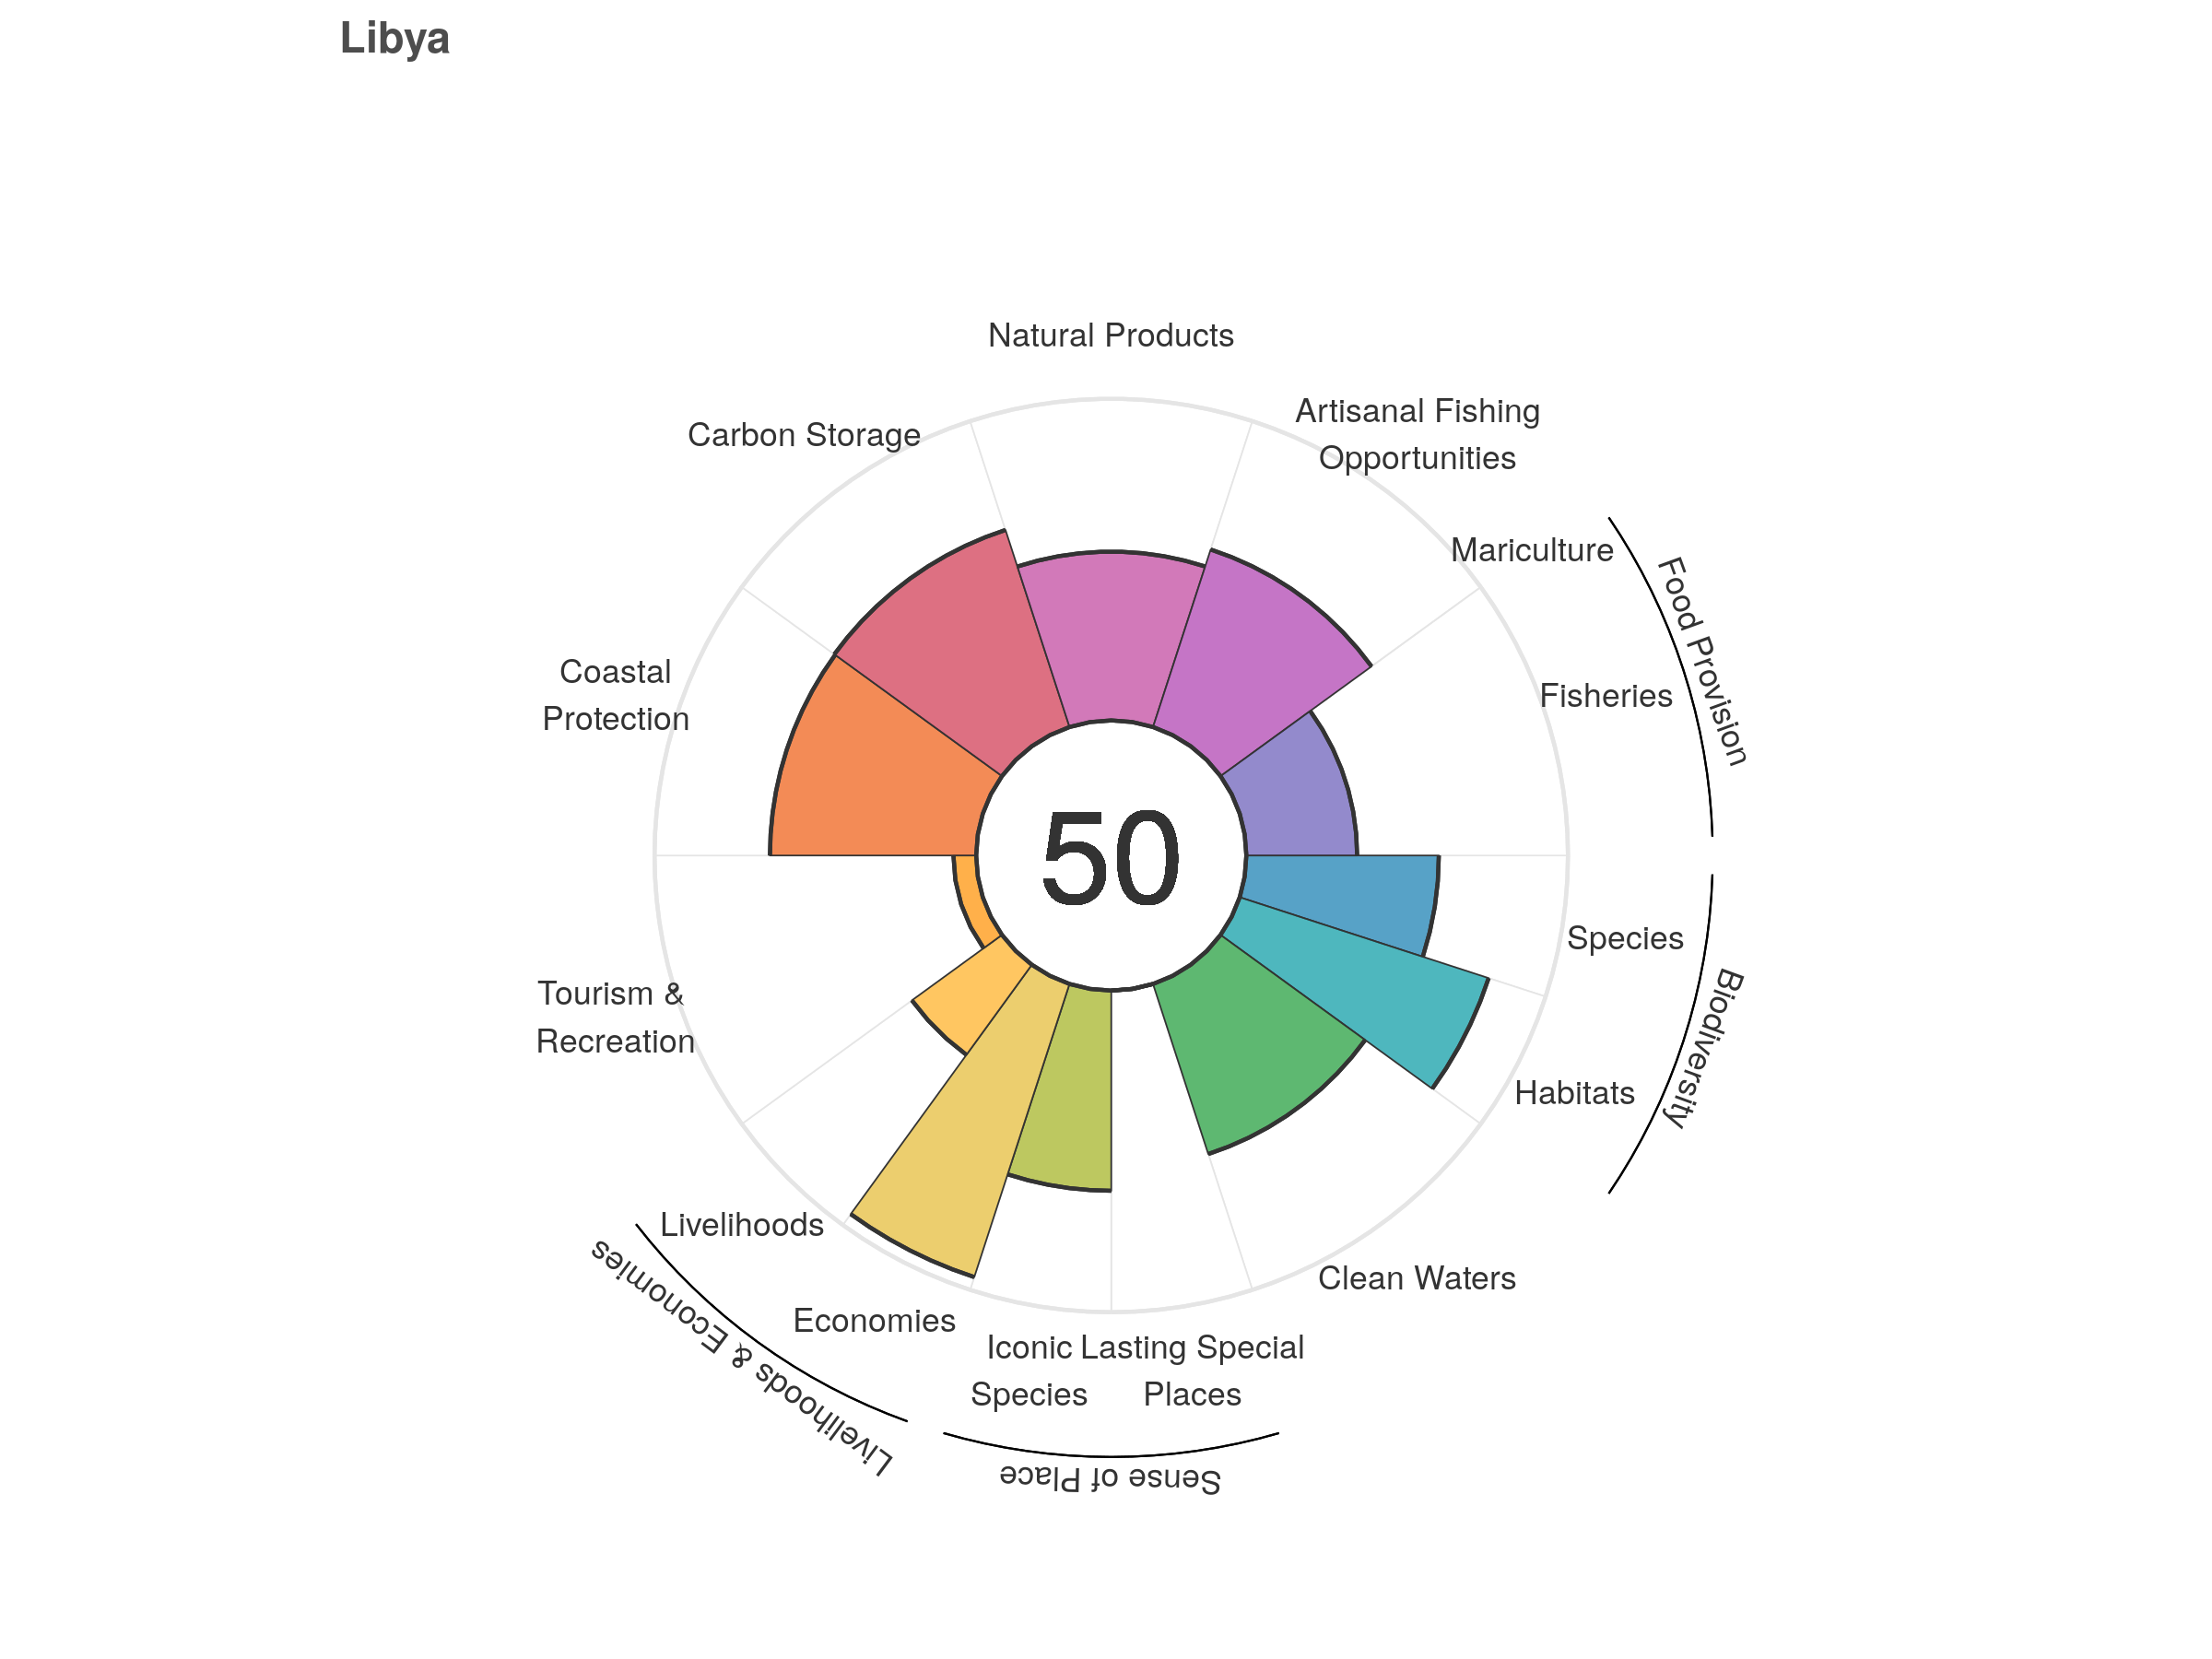 Libya
Natural Products
Artisanal Fishing
Opportunities
Carbon Storage
Mariculture
Food Provision
Fisheries
Coastal
Protection
50
Species
Biodiversity
Tourism &
Recreation
Habitats
Livelihoods
Livelihoods & Economies
Clean Waters
Economies
Iconic
Species
Lasting Special
Places
Sense of Place